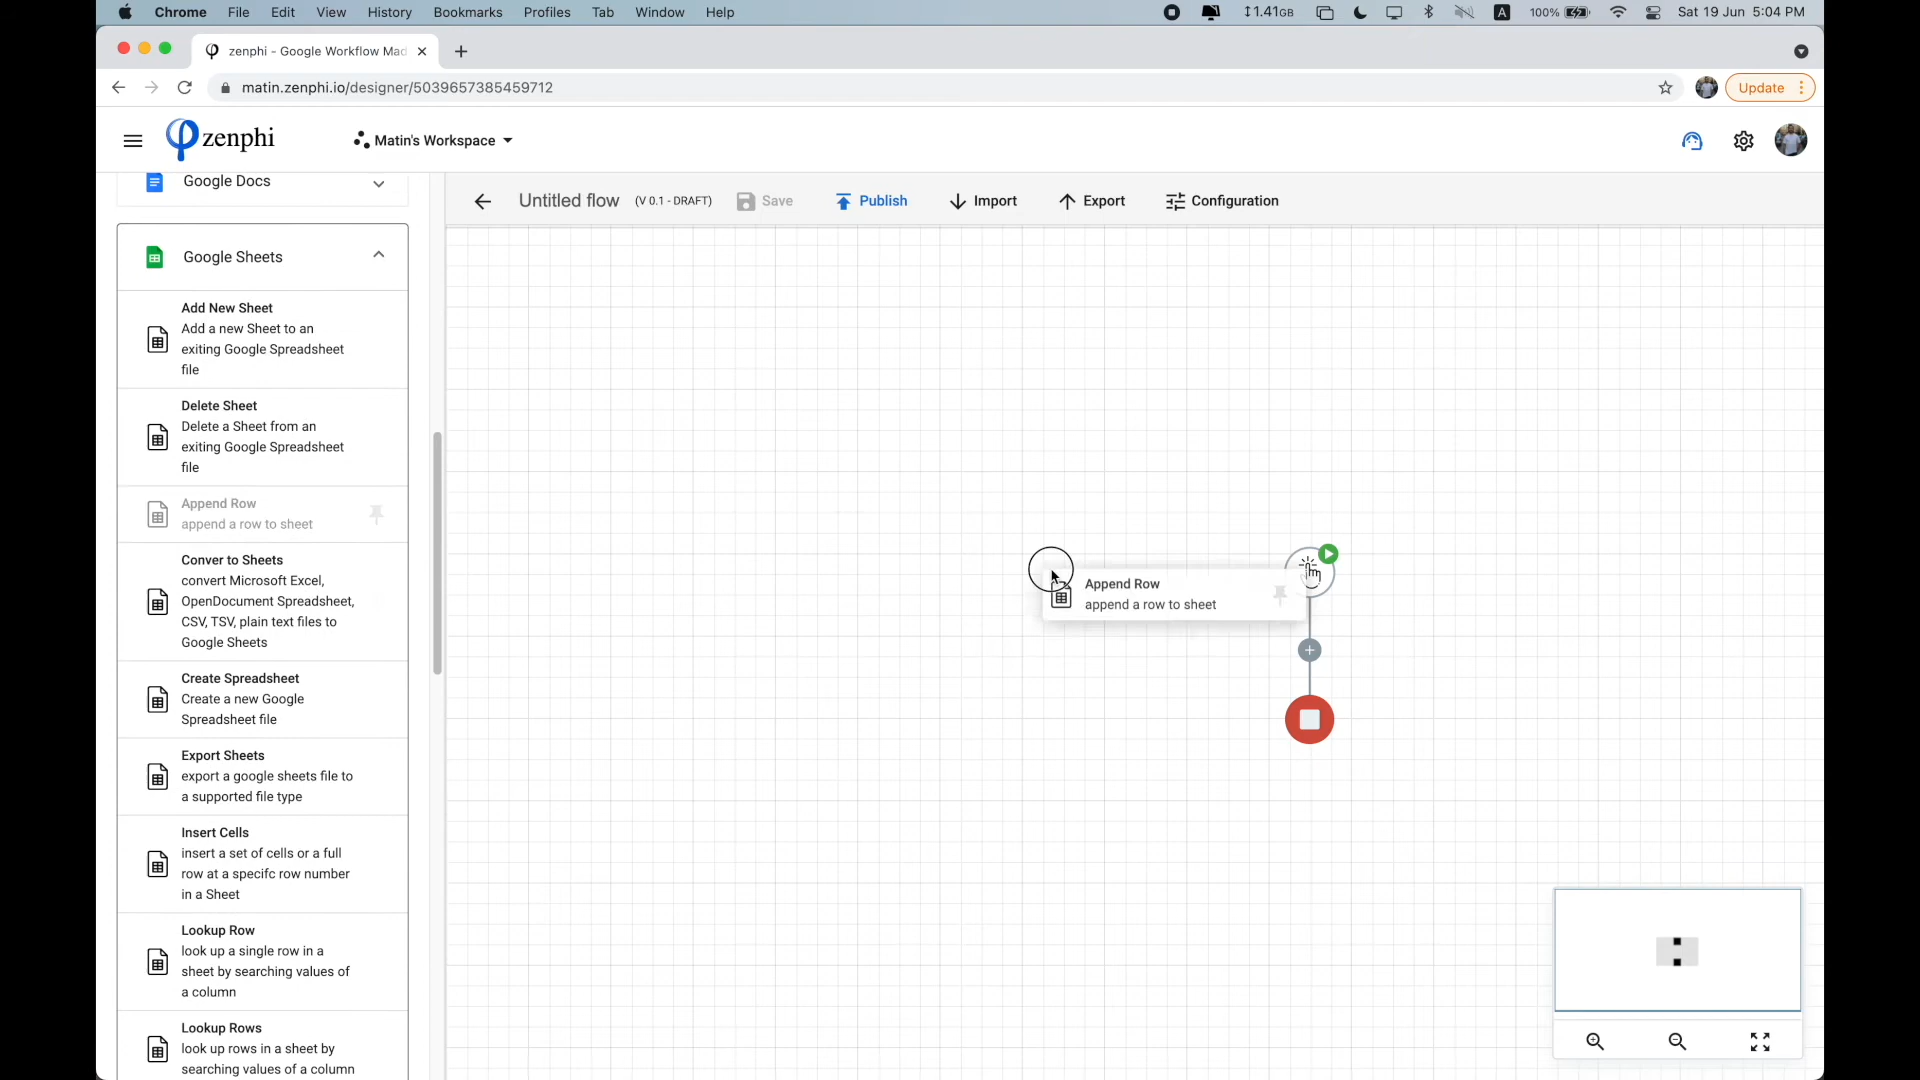 Chrome File Edit View History Bookmarks Profiles Tab Window Help 1.41GB A 100% Sat 19 Jun 5:04 PM
zenphi - Google Workflow Mad
matin.zenphi.io/designer/5039657385459712 Update
zenphi Matin's Workspace
Google Docs
Untitled flow (V 0.1 - DRAFT) Save Publish Import Export Configuration
Google Sheets
Add New Sheet
Add a new Sheet to an
exiting Google Spreadsheet
file
Delete Sheet
Delete a Sheet from an
exiting Google Spreadsheet
file
Append Row
append a row to sheet
Conver to Sheets
convert Microsoft Excel,
OpenDocument Spreadsheet,
CSV, TSV, plain text files to
Google Sheets
Create Spreadsheet
Create a new Google
Spreadsheet file
Export Sheets
export a google sheets file to
a supported file type
Insert Cells
insert a set of cells or a full
row at a specifc row number
in a Sheet
Lookup Row
look up a single row in a
sheet by searching values of
a column
Lookup Rows
look up rows in a sheet by
searching values of a column
Append Row
append a row to sheet